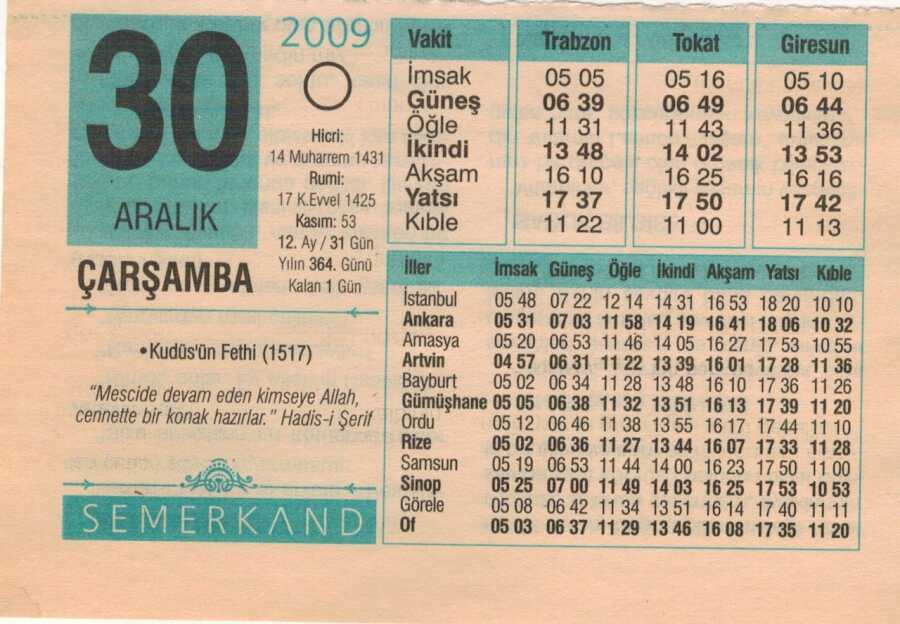 30
ARALIK
ÇARŞAMBA
2009
Hicri:
14 Muharrem 1431
Rumi:
17 K.Evvel 1425
Kasım: 53
12. Ay / 31 Gün
Yılın 364. Günü
Kalan 1 Gün
•Kudüs'ün Fethi (1517)
"Mescide devam eden kimseye Allah,
cennette bir konak hazırlar." Hadis-i Şerif
SEMERKAND
Vakit Trabzon Tokat Giresun
İmsak 05 05 05 16 05 10
Güneş 06 39 06 49 06 44
Öğle 11 31 11 43 11 36
İkindi 13 48 14 02 13 53
Akşam 16 10 16 25 16 16
Yatsı 17 37 17 50 17 42
Kıble 11 22 11 00 11 13
İller İmsak Güneş Öğle İkindi Akşam Yatsı Kıble
İstanbul 05 48 07 22 12 14 14 31 16 53 18 20 10 10
Ankara 05 31 07 03 11 58 14 19 16 41 18 06 10 32
Amasya 05 20 06 53 11 46 14 05 16 27 17 53 10 55
Artvin 04 57 06 31 11 22 13 39 16 01 17 28 11 36
Bayburt 05 02 06 34 11 28 13 48 16 10 17 36 11 26
Gümüşhane 05 05 06 38 11 32 13 51 16 13 17 39 11 20
Ordu 05 12 06 46 11 38 13 55 16 17 17 44 11 10
Rize 05 02 06 36 11 27 13 44 16 07 17 33 11 28
Samsun 05 19 06 53 11 44 14 00 16 23 17 50 11 00
Sinop 05 25 07 00 11 49 14 03 16 25 17 53 10 53
Görele 05 08 06 42 11 34 13 51 16 14 17 40 11 11
Of 05 03 06 37 11 29 13 46 16 08 17 35 11 20